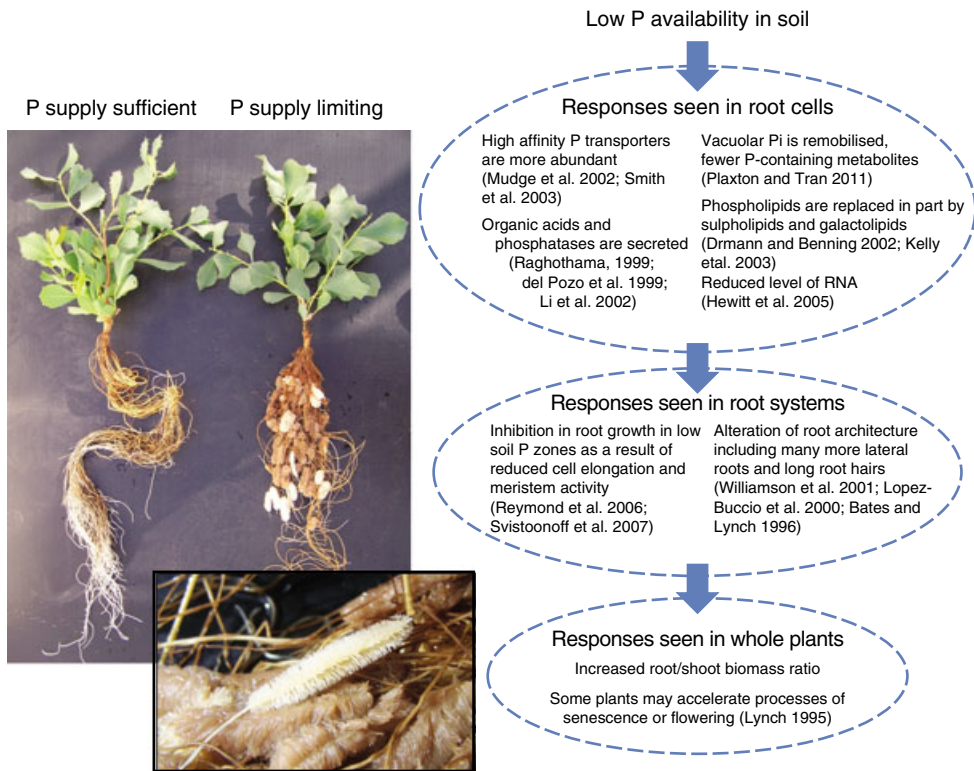 P supply sufficient
P supply limiting
Low P availability in soil
Responses seen in root cells
High affinity P transporters
are more abundant
(Mudge et al. 2002; Smith
et al. 2003)
Organic acids and
phosphatases are secreted
(Raghothama, 1999;
del Pozo et al. 1999;
Li et al. 2002)
Vacuolar Pi is remobilised,
fewer P-containing metabolites
(Plaxton and Tran 2011)
Phospholipids are replaced in part by
sulpholipids and galactolipids
(Drmann and Benning 2002; Kelly
etal. 2003)
Reduced level of RNA
(Hewitt et al. 2005)
Responses seen in root systems
Inhibition in root growth in low
soil P zones as a result of
reduced cell elongation and
meristem activity
(Reymond et al. 2006;
Svistoonoff et al. 2007)
Alteration of root architecture
including many more lateral
roots and long root hairs
(Williamson et al. 2001; Lopez-
Buccio et al. 2000; Bates and
Lynch 1996)
Responses seen in whole plants
Increased root/shoot biomass ratio
Some plants may accelerate processes of
senescence or flowering (Lynch 1995)